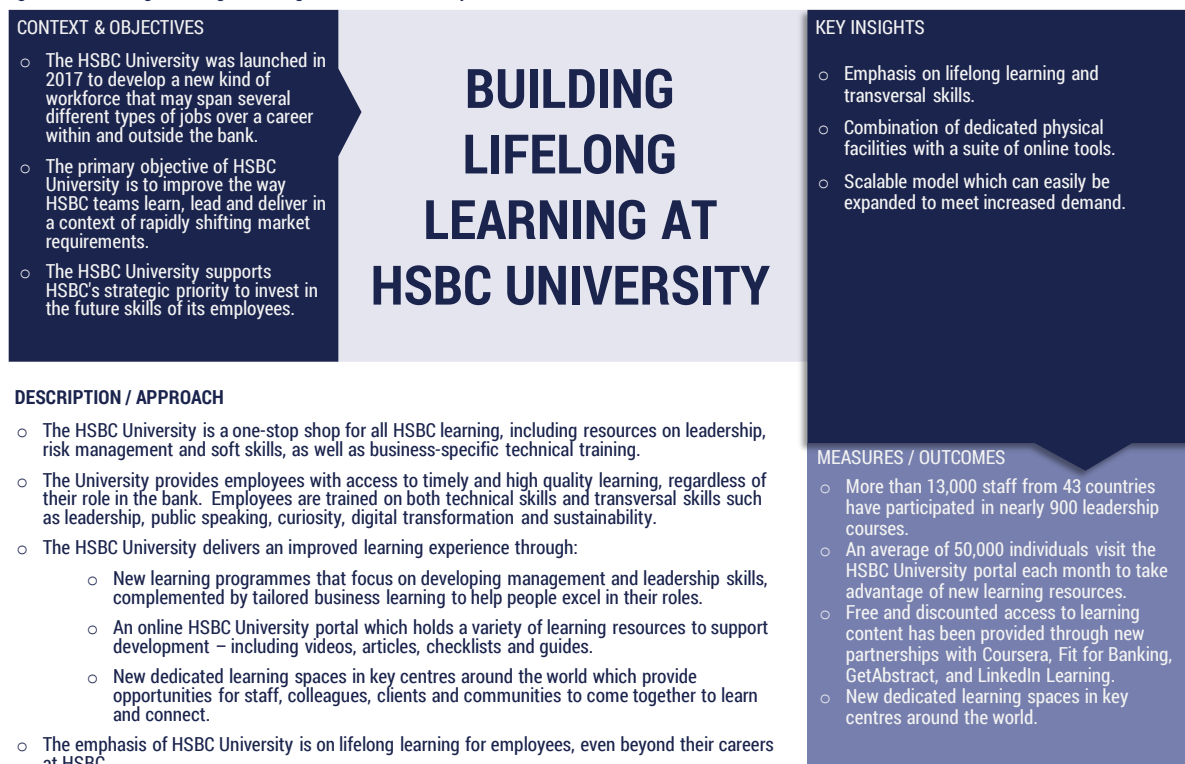 CONTEXT & OBJECTIVES
○ The HSBC University was launched in
2017 to develop a new kind of
workforce that may span several
different types of jobs over a career
within and outside the bank.
○ The primary objective of HSBC
University is to improve the way
HSBC teams learn, lead and deliver in
a context of rapidly shifting market
requirements.
○ The HSBC University supports
HSBC's strategic priority to invest in
the future skills of its employees.
BUILDING
LIFELONG
LEARNING AT
HSBC UNIVERSITY
KEY INSIGHTS
○ Emphasis on lifelong learning and
transversal skills.
○ Combination of dedicated physical
facilities with a suite of online tools.
○ Scalable model which can easily be
expanded to meet increased demand.
DESCRIPTION / APPROACH
○ The HSBC University is a one-stop shop for all HSBC learning, including resources on leadership,
risk management and soft skills, as well as business-specific technical training.
○ The University provides employees with access to timely and high quality learning, regardless of
their role in the bank. Employees are trained on both technical skills and transversal skills such
as leadership, public speaking, curiosity, digital transformation and sustainability.
○ The HSBC University delivers an improved learning experience through:
○ New learning programmes that focus on developing management and leadership skills,
complemented by tailored business learning to help people excel in their roles.
○ An online HSBC University portal which holds a variety of learning resources to support
development – including videos, articles, checklists and guides.
○ New dedicated learning spaces in key centres around the world which provide
opportunities for staff, colleagues, clients and communities to come together to learn
and connect.
○ The emphasis of HSBC University is on lifelong learning for employees, even beyond their careers
at HSBC.
MEASURES / OUTCOMES
○ More than 13,000 staff from 43 countries
have participated in nearly 900 leadership
courses.
○ An average of 50,000 individuals visit the
HSBC University portal each month to take
advantage of new learning resources.
○ Free and discounted access to learning
content has been provided through new
partnerships with Coursera, Fit for Banking,
GetAbstract, and LinkedIn Learning.
○ New dedicated learning spaces in key
centres around the world.